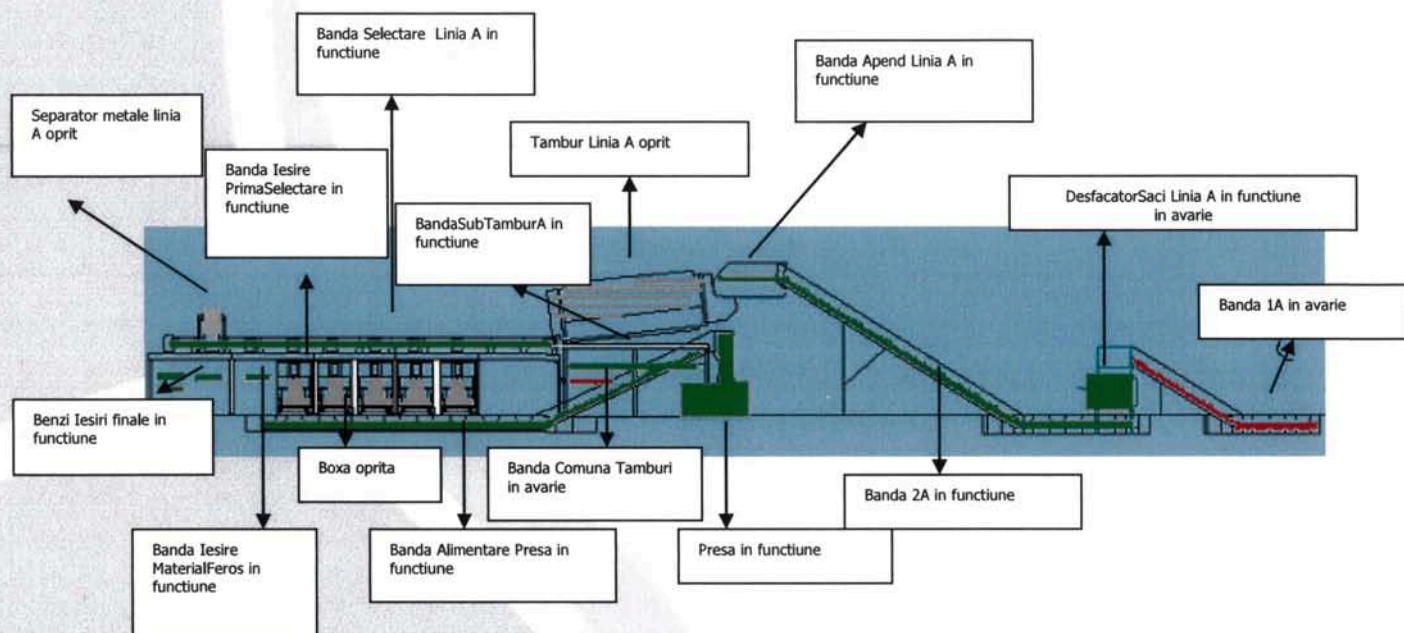 Banda Selectare Linia A in
functiune
Banda Apend Linia A in
functiune
Separator metale linia
A oprit
Tambur Linia A oprit
Banda Iesire
PrimaSelectare in
functiune
DesfacatorSaci Linia A in functiune
in avarie
BandaSubTamburA in
functiune
Banda 1A in avarie
Benzi Iesiri finale in
functiune
Boxa oprita
Banda Comuna Tamburi
in avarie
Banda 2A in functiune
Banda Iesire
MaterialFeros in
functiune
Banda Alimentare Presa in
functiune
Presa in functiune